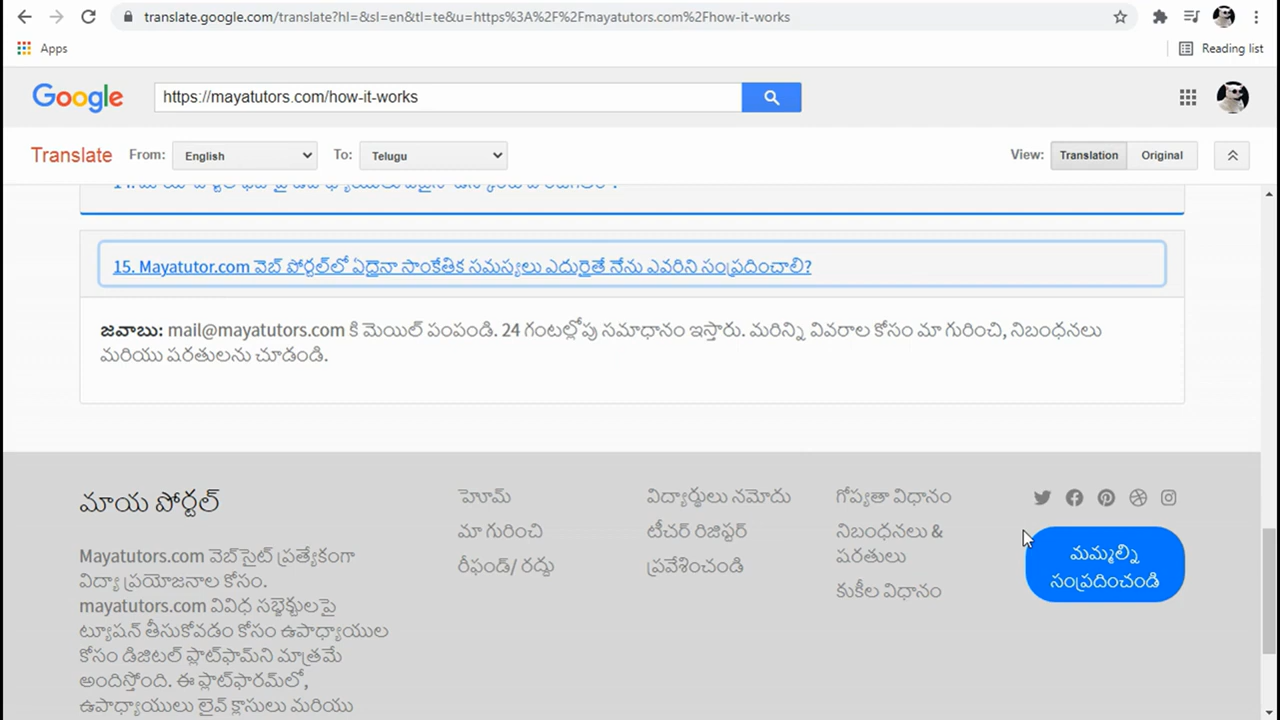 translate.google.com/translate?hl=&sl=en&tl=te&u=https%3A%2F%2Fmayatutors.com%2Fhow-it-works
Apps
Reading list
Google
https://mayatutors.com/how-it-works
Translate From: English To: Telugu View: Translation Original
15. Mayatutor.com వెబ్ పోర్టల్‌లో ఏదైనా సాంకేతిక సమస్యలు ఎదురైతే నేను ఎవరిని సంప్రదించాలి?
జవాబు: mail@mayatutors.com కి మెయిల్ పంపండి. 24 గంటల్లోపు సమాధానం ఇస్తారు. మరిన్ని వివరాల కోసం మా గురించి, నిబంధనలు
మరియు షరతులను చూడండి.
మాయ పోర్టల్
Mayatutors.com వెబ్‌సైట్ ప్రత్యేకంగా
విద్యా ప్రయోజనాల కోసం.
mayatutors.com వివిధ సబ్జెక్టులపై
ట్యూషన్ తీసుకోవడం కోసం ఉపాధ్యాయుల
కోసం డిజిటల్ ప్లాట్‌ఫామ్‌ని మాత్రమే
అందిస్తోంది. ఈ ప్లాట్‌ఫారమ్‌లో,
ఉపాధ్యాయులు లైవ్ క్లాసులు మరియు
హొమ్
మా గురించి
రీఫండ్/ రద్దు
విద్యార్థులు నమోదు
టీచర్ రిజిష్టర్
ప్రవేశించండి
గోప్యతా విధానం
నిబంధనలు &
షరతులు
కుకీల విధానం
మమ్మల్ని
సంప్రదించండి